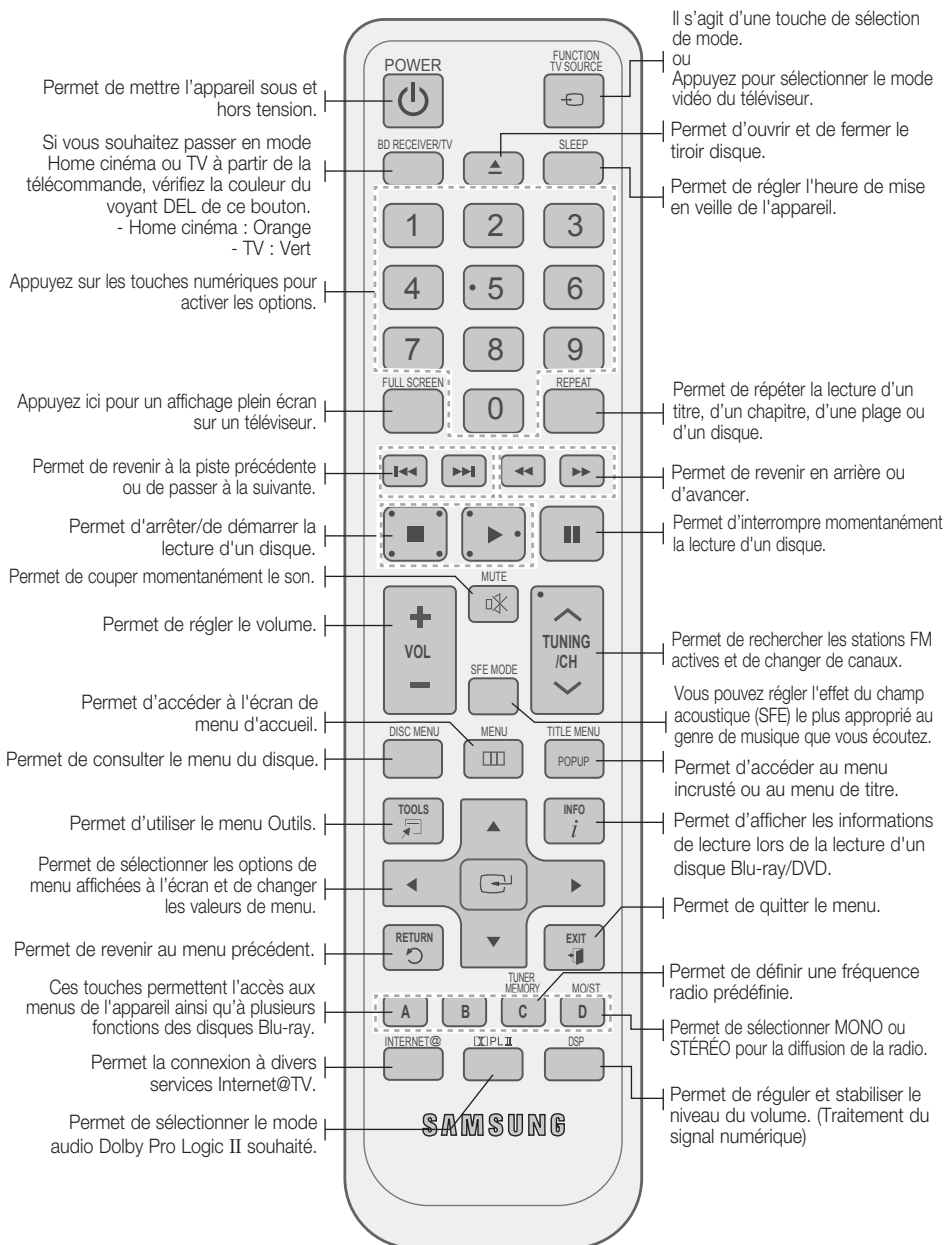 POWER
FUNCTION
TV SOURCE
BD RECEIVER/TV
SLEEP
1 2 3
4 5 6
7 8 9
FULL SCREEN
REPEAT
0
MUTE
VOL
TUNING
/CH
SFE MODE
DISC MENU
MENU
TITLE MENU
POPUP
TOOLS
INFO
i
RETURN
EXIT
TUNER
MEMORY
MO/ST
A B C D
INTERNET@
PL II
DSP
SAMSUNG
Permet de mettre l'appareil sous et
hors tension.
Si vous souhaitez passer en mode
Home cinéma ou TV à partir de la
télécommande, vérifiez la couleur du
voyant DEL de ce bouton.
- Home cinéma : Orange
- TV : Vert
Appuyez sur les touches numériques pour
activer les options.
Appuyez ici pour un affichage plein écran
sur un téléviseur.
Permet de revenir à la piste précédente
ou de passer à la suivante.
Permet d'arrêter/de démarrer la
lecture d'un disque.
Permet de couper momentanément le son.
Permet de régler le volume.
Permet d'accéder à l'écran de
menu d'accueil.
Permet de consulter le menu du disque.
Permet d'utiliser le menu Outils.
Permet de sélectionner les options de
menu affichées à l'écran et de changer
les valeurs de menu.
Permet de revenir au menu précédent.
Ces touches permettent l'accès aux
menus de l'appareil ainsi qu'à plusieurs
fonctions des disques Blu-ray.
Permet la connexion à divers
services Internet@TV.
Permet de sélectionner le mode
audio Dolby Pro Logic II souhaité.
Il s'agit d'une touche de sélection
de mode.
ou
Appuyez pour sélectionner le mode
vidéo du téléviseur.
Permet d'ouvrir et de fermer le
tiroir disque.
Permet de régler l'heure de mise
en veille de l'appareil.
Permet de répéter la lecture d'un
titre, d'un chapitre, d'une plage ou
d'un disque.
Permet de revenir en arrière ou
d'avancer.
Permet d'interrompre momentanément
la lecture d'un disque.
Permet de rechercher les stations FM
actives et de changer de canaux.
Vous pouvez régler l'effet du champ
acoustique (SFE) le plus approprié au
genre de musique que vous écoutez.
Permet d'accéder au menu
incrusté ou au menu de titre.
Permet d'afficher les informations
de lecture lors de la lecture d'un
disque Blu-ray/DVD.
Permet de quitter le menu.
Permet de définir une fréquence
radio prédéfinie.
Permet de sélectionner MONO ou
STÉRÉO pour la diffusion de la radio.
Permet de réguler et stabiliser le
niveau du volume. (Traitement du
signal numérique)